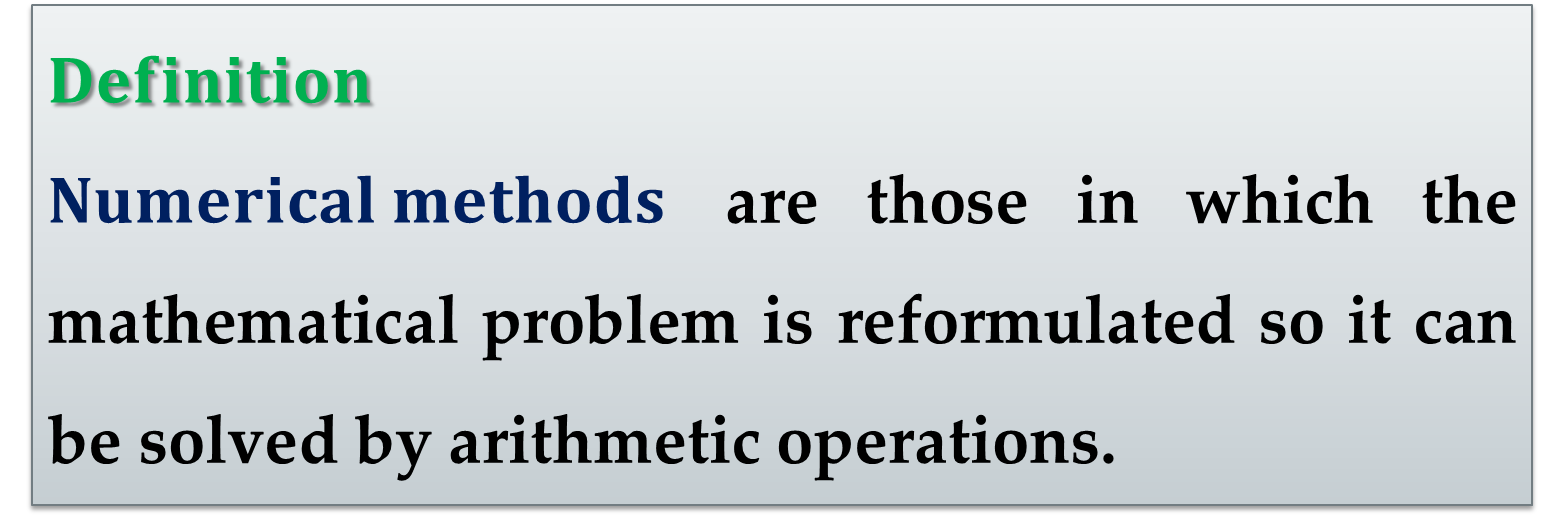 Definition
Numerical methods are those in which the
mathematical problem is reformulated so it can
be solved by arithmetic operations.